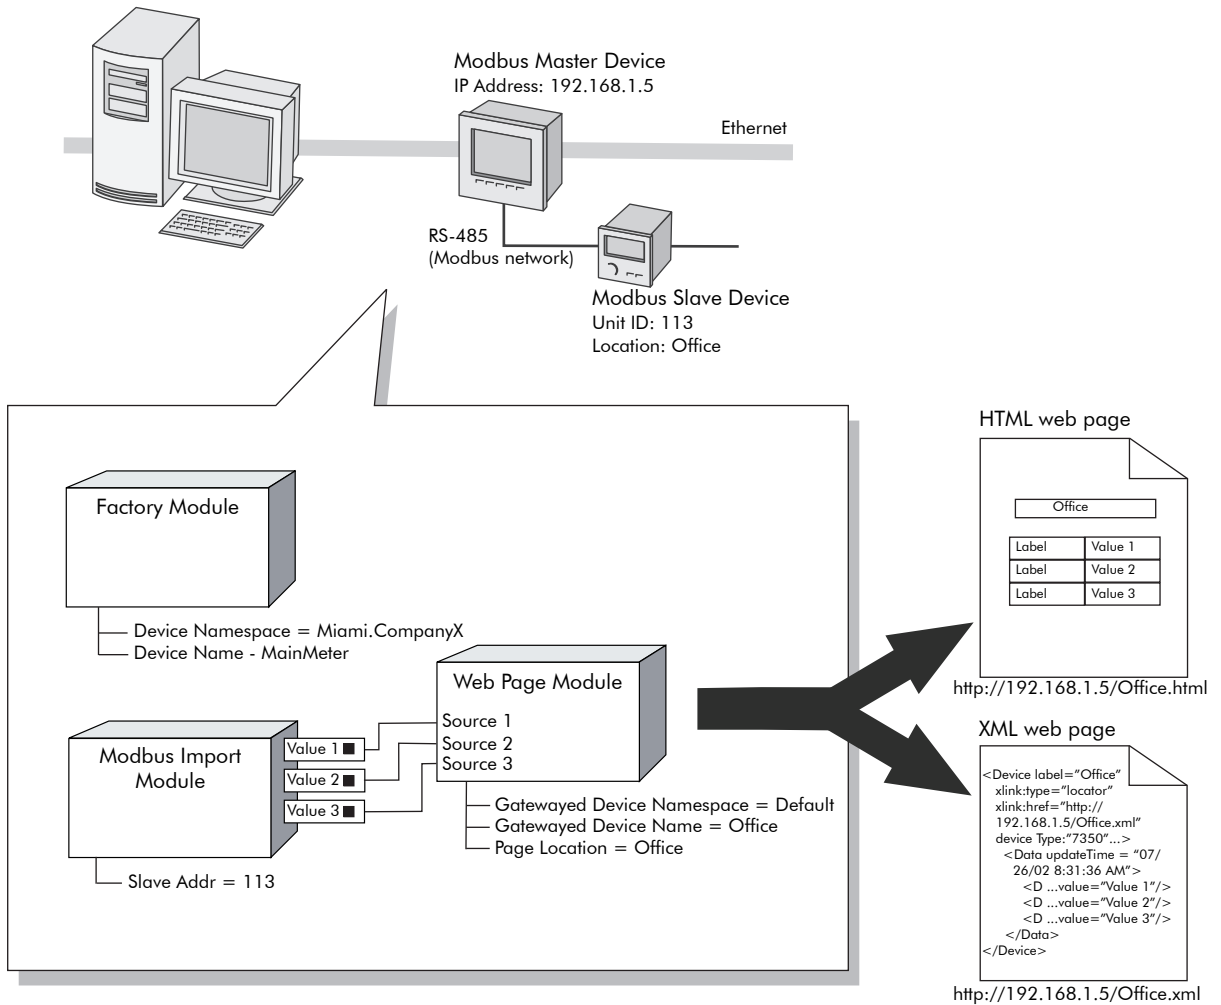 Modbus Master Device
IP Address: 192.168.1.5
Ethernet
RS-485
(Modbus network)
Modbus Slave Device
Unit ID: 113
Location: Office
Factory Module
Device Namespace = Miami.CompanyX
Device Name - MainMeter
Modbus Import
Module
Value 1
Value 2
Value 3
Slave Addr = 113
Web Page Module
Source 1
Source 2
Source 3
Gatewayed Device Namespace = Default
Gatewayed Device Name = Office
Page Location = Office
HTML web page
Office
Label Value 1
Label Value 2
Label Value 3
http://192.168.1.5/Office.html
XML web page
<Device label="Office"
xlink:type="locator"
xlink:href="http://
192.168.1.5/Office.xml"
device Type:"7350"...>
<Data updateTime = "07/
26/02 8:31:36 AM">
<D ...value="Value 1"/>
<D ...value="Value 2"/>
<D ...value="Value 3"/>
</Data>
</Device>
http://192.168.1.5/Office.xml